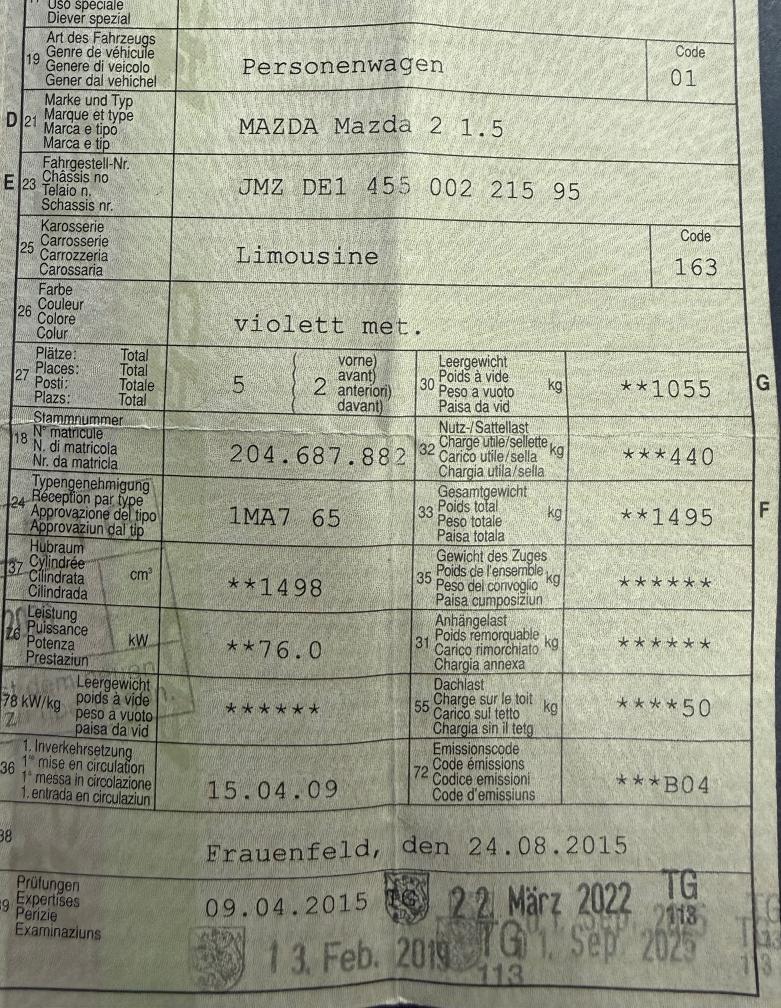 Uso speciale
Diever spezial
19 Art des Fahrzeugs
Genre de véhicule
Genere di veicolo
Gener dal vehichel
Personenwagen
Code
01
D 21 Marke und Typ
Marque et type
Marca e tipo
Marca e tip
MAZDA Mazda 2 1.5
E 23 Fahrgestell-Nr.
Châssis no
Telaio n.
Schassis nr.
JMZ DE1 455 002 215 95
25 Karosserie
Carrosserie
Carrozzeria
Carossaria
Limousine
Code
163
26 Farbe
Couleur
Colore
Colur
violett met.
27 Plätze: Total
Places: Total
Posti: Totale
Plazs: Total
5 ( 2 vorne)
avant)
anteriori)
davant)
30 Leergewicht
Poids à vide
Peso a vuoto
Paisa da vid
kg
**1055
G
18 Stammnummer
N° matricule
N. di matricola
Nr. da matricla
204.687.882
32 Nutz-/Sattellast
Charge utile/sellette
Carico utile/sella
Chargia utila/sella
kg
***440
24 Typengenehmigung
Réception par type
Approvazione del tipo
Approvaziun dal tip
1MA7 65
33 Gesamtgewicht
Poids total
Peso totale
Paisa totala
kg
**1495
F
37 Hubraum
Cylindrée
Cilindrata
Cilindrada
cm³
**1498
35 Gewicht des Zuges
Poids de l'ensemble
Peso del convoglio
Paisa cumposiziun
kg
******
76 Leistung
Puissance
Potenza
Prestaziun
kW
**76.0
31 Anhängelast
Poids remorquable
Carico rimorchiato
Chargia annexa
kg
******
78 kW/kg Leergewicht
poids à vide
peso a vuoto
paisa da vid
******
55 Dachlast
Charge sur le toit
Carico sul tetto
Chargia sin il tetg
kg
****50
36 1. Inverkehrsetzung
1re mise en circulation
1a messa in circolazione
1. entrada en circulaziun
15.04.09
72 Emissionscode
Code émissions
Codice emissioni
Code d'emissiuns
***B04
38
Frauenfeld, den 24.08.2015
39 Prüfungen
Expertises
Perizie
Examinaziuns
09.04.2015 TG 22. März 2022 TG
113
13. Feb. 2019 TG 1. Sep. 2025
113